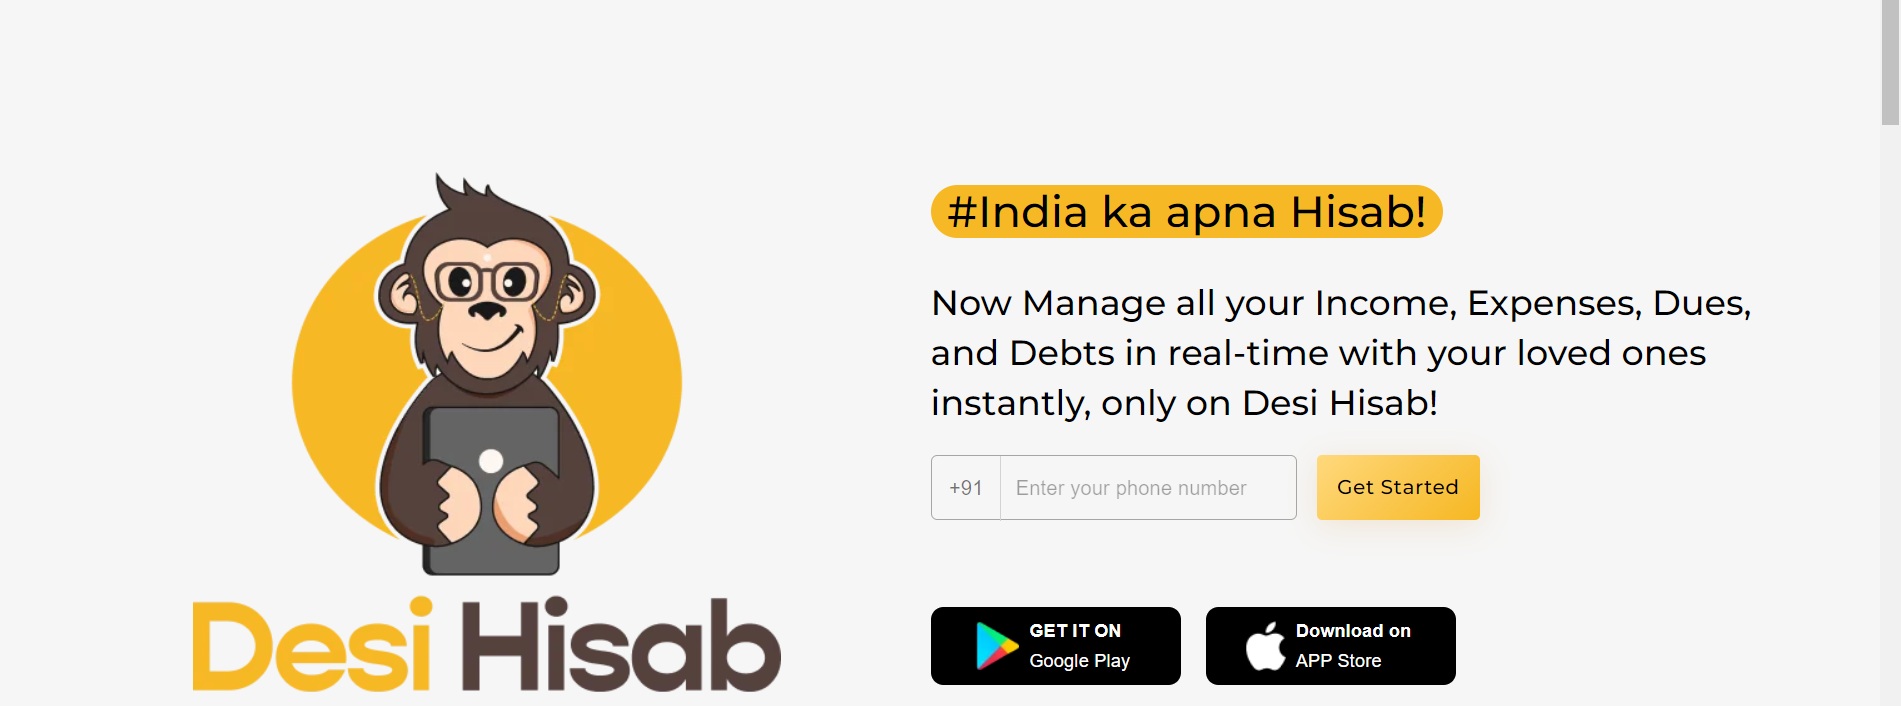 #India ka apna Hisab!
Now Manage all your Income, Expenses, Dues,
and Debts in real-time with your loved ones
instantly, only on Desi Hisab!
+91 Enter your phone number
Get Started
GET IT ON
Google Play
Download on
APP Store
Desi Hisab